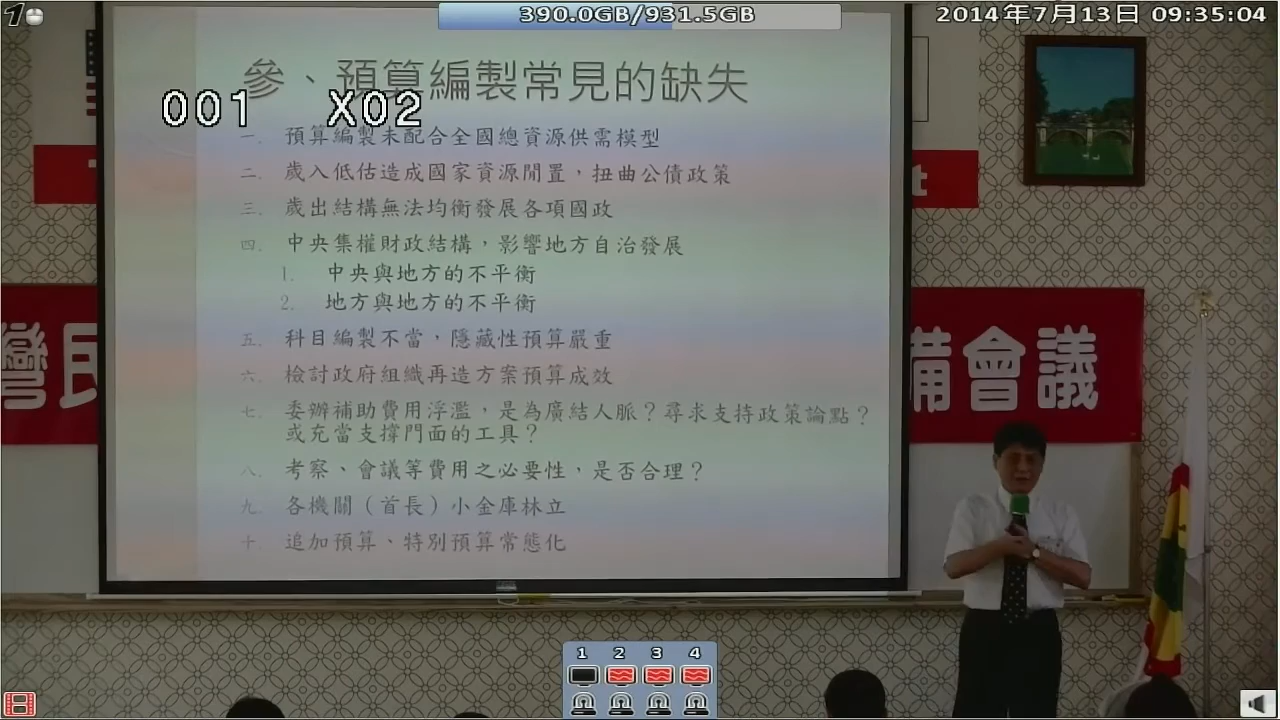 390.0GB/931.5GB
2014年7月13日 09:35:04
參、預算編製常見的缺失
001 X02
一. 預算編製未配合全國總資源供需模型
二. 歲入低估造成國家資源閒置，扭曲公債政策
三. 歲出結構無法均衡發展各項國政
四. 中央集權財政結構，影響地方自治發展
1. 中央與地方的不平衡
2. 地方與地方的不平衡
五. 科目編製不當，隱藏性預算嚴重
六. 檢討政府組織再造方案預算成效
七. 委辦補助費用浮濫，是為廣結人脈？尋求支持政策論點？
或充當支撐門面的工具？
八. 考察、會議等費用之必要性，是否合理？
九. 各機關（首長）小金庫林立
十. 追加預算、特別預算常態化
灣民
備會議
t
1 2 3 4